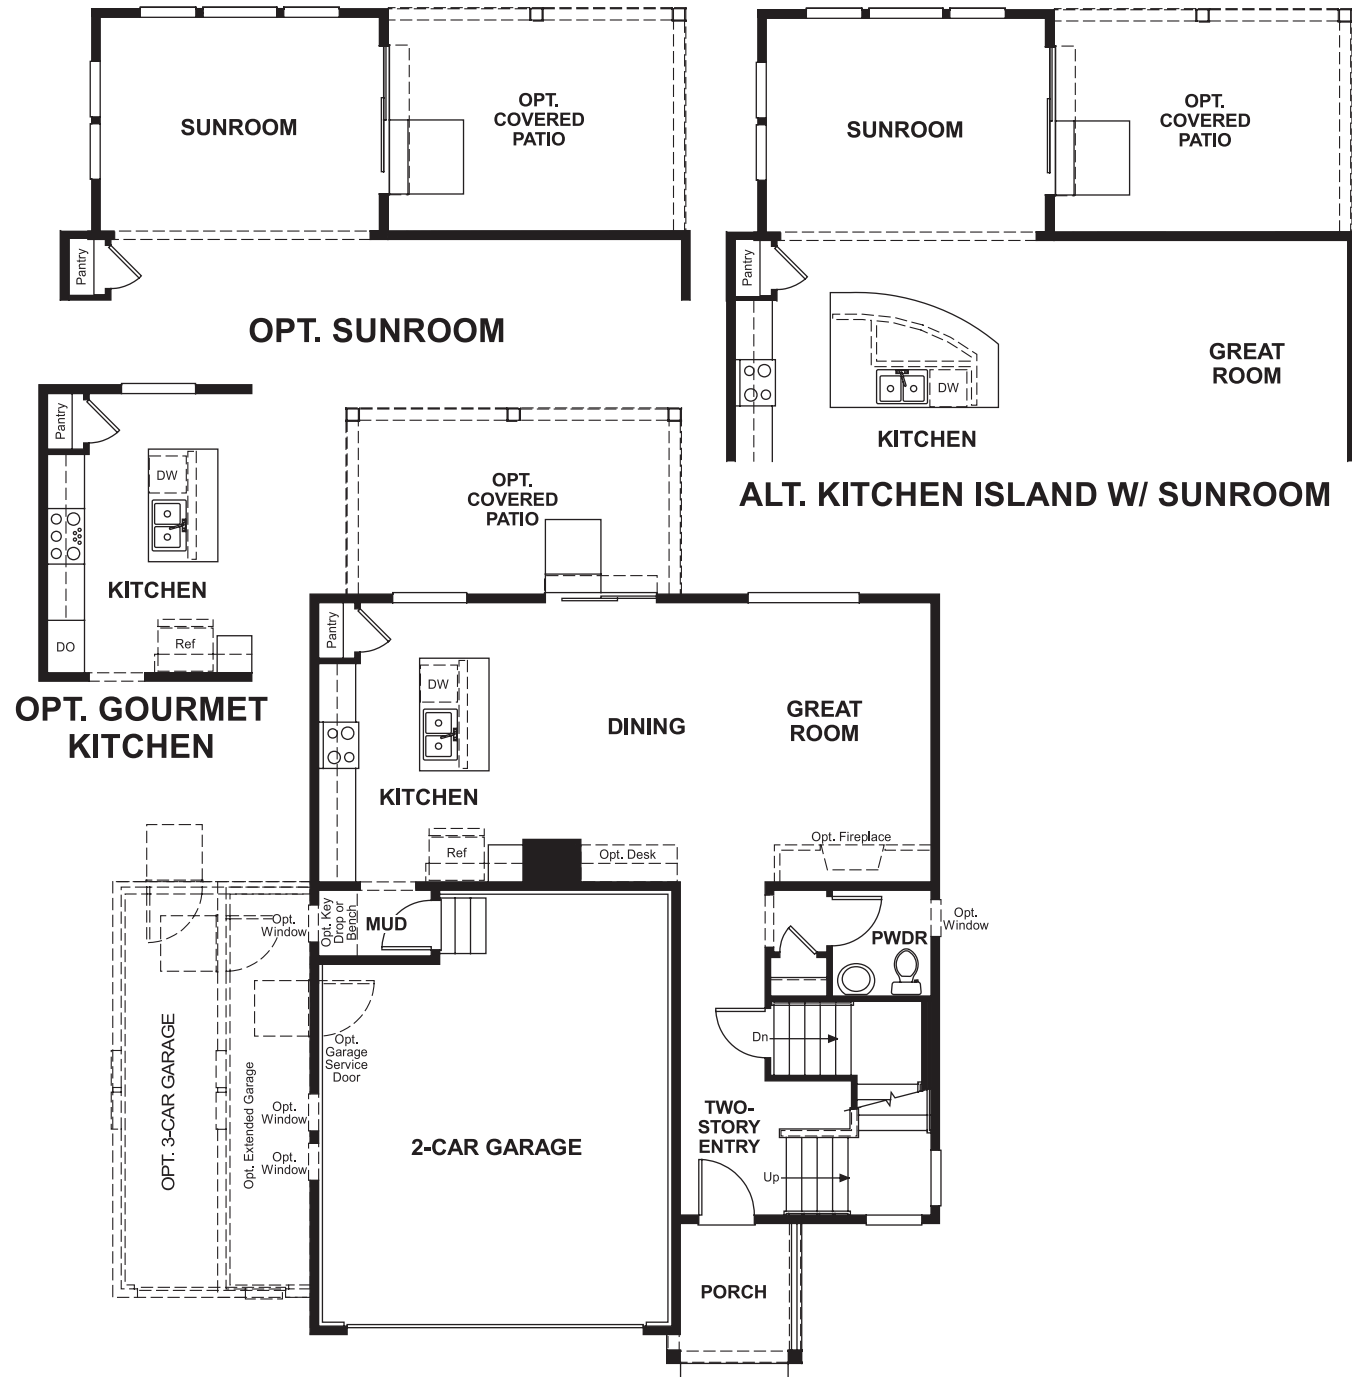 SUNROOM
OPT.
COVERED
PATIO
Pantry
OPT. SUNROOM
SUNROOM
OPT.
COVERED
PATIO
Pantry
GREAT
ROOM
DW
KITCHEN
ALT. KITCHEN ISLAND W/ SUNROOM
Pantry
DW
KITCHEN
DO
Ref
OPT. GOURMET
KITCHEN
OPT.
COVERED
PATIO
Pantry
DW
DINING
GREAT
ROOM
KITCHEN
Ref
Opt. Desk
Opt. Fireplace
Opt.
Window
Opt. Key
Drop or
Bench
MUD
PWDR
Opt.
Window
OPT. 3-CAR GARAGE
Opt. Extended Garage
Opt.
Garage
Service
Door
Dn
Opt.
Window
Opt.
Window
2-CAR GARAGE
TWO-
STORY
ENTRY
Up
PORCH